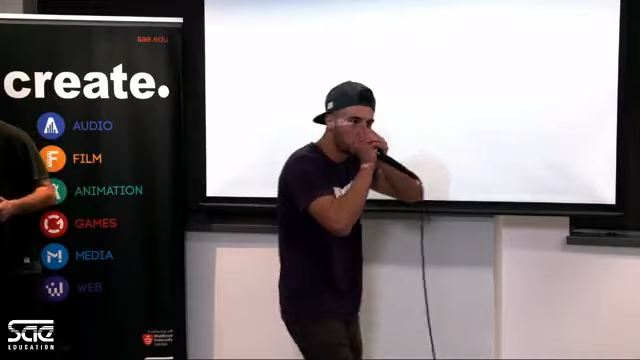 sae.edu
create.
AUDIO
FILM
ANIMATION
GAMES
MEDIA
WEB
sae
EDUCATION